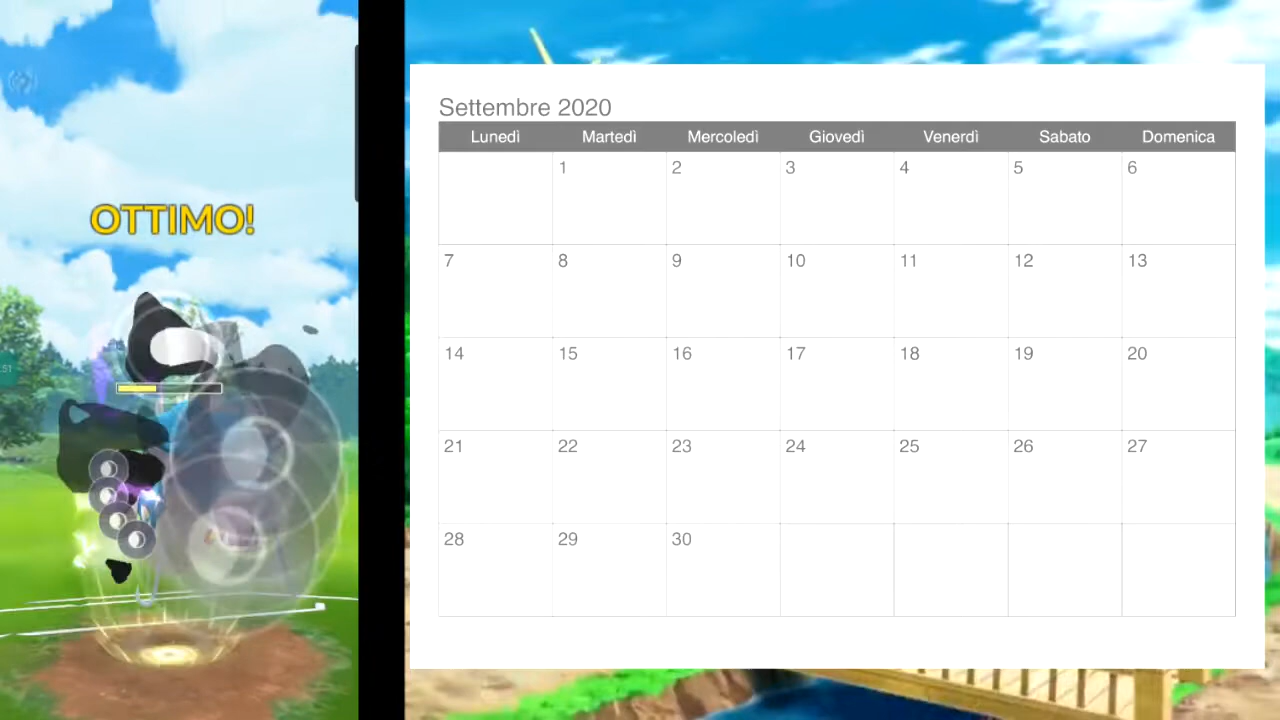 OTTIMO!
51
Settembre 2020
Lunedì Martedì Mercoledì Giovedì Venerdì Sabato Domenica
1 2 3 4 5 6
7 8 9 10 11 12 13
14 15 16 17 18 19 20
21 22 23 24 25 26 27
28 29 30